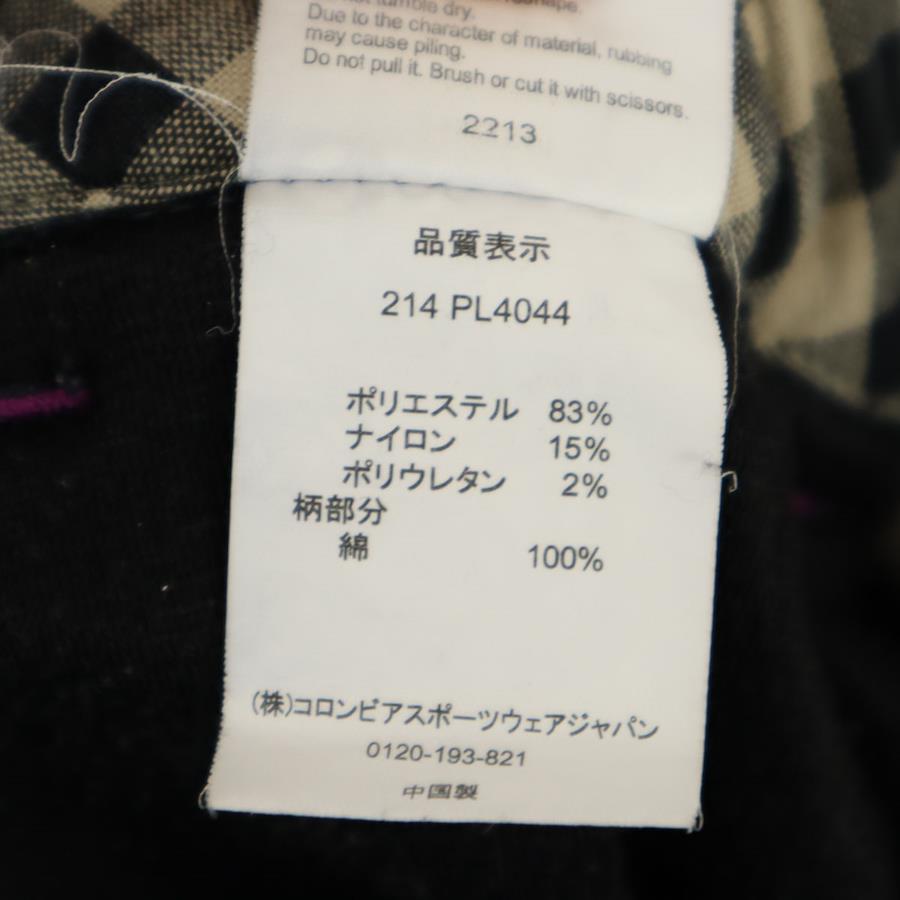 tumble dry.
Due to the character of material, rubbing
may cause piling.
Do not pull it. Brush or cut it with scissors.
2213
品質表示
214 PL4044
ポリエステル 83%
ナイロン 15%
ポリウレタン 2%
柄部分
綿 100%
(株)コロンビアスポーツウェアジャパン
0120-193-821
中国製